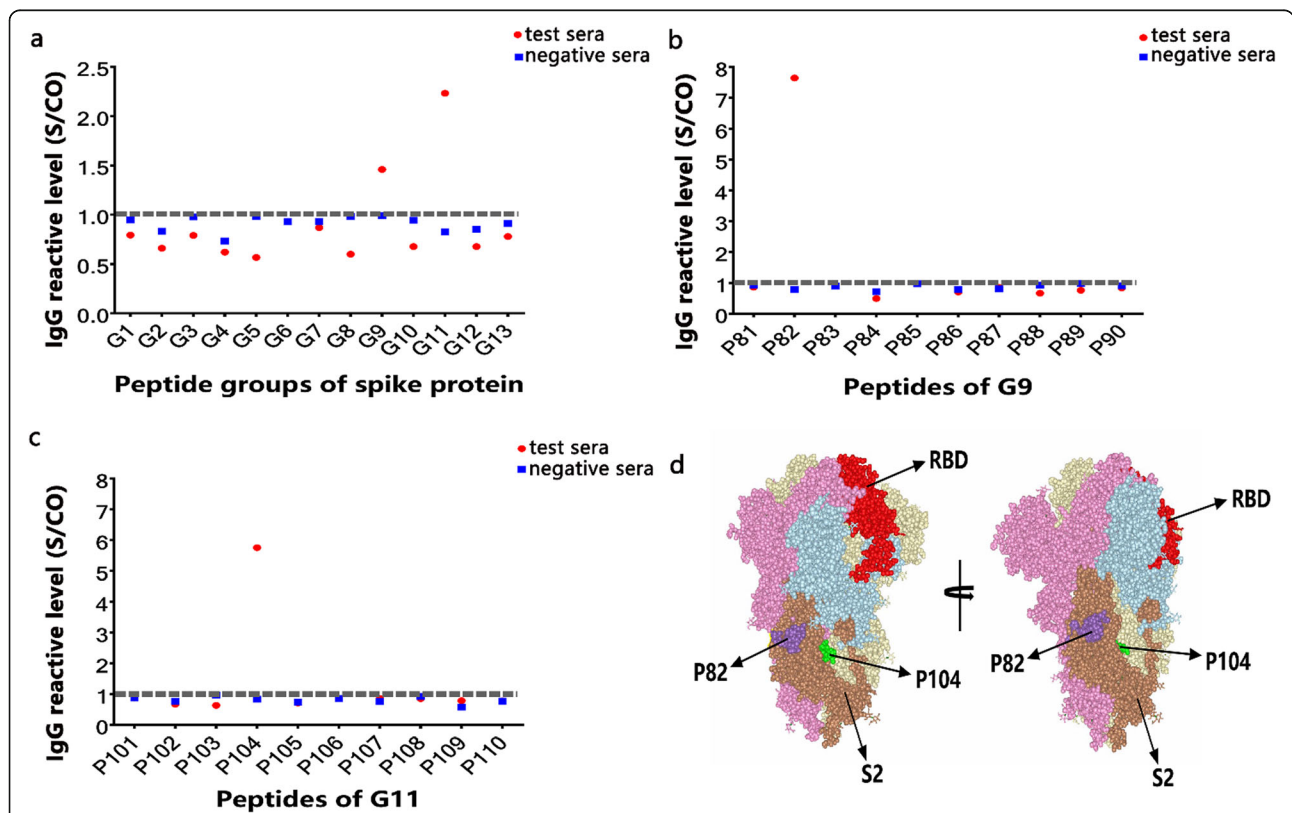 a
test sera
negative sera
IgG reactive level (S/CO)
2.5
2.0
1.5
1.0
0.5
0.0
G1 G2 G3 G4 G5 G6 G7 G8 G9 G10 G11 G12 G13
Peptide groups of spike protein
b
test sera
negative sera
IgG reactive level (S/CO)
8
7
6
5
4
3
2
1
0
P81 P82 P83 P84 P85 P86 P87 P88 P89 P90
Peptides of G9
c
test sera
negative sera
IgG reactive level (S/CO)
8
7
6
5
4
3
2
1
0
P101 P102 P103 P104 P105 P106 P107 P108 P109 P110
Peptides of G11
d
RBD
P82
P104
S2
RBD
P82
P104
S2